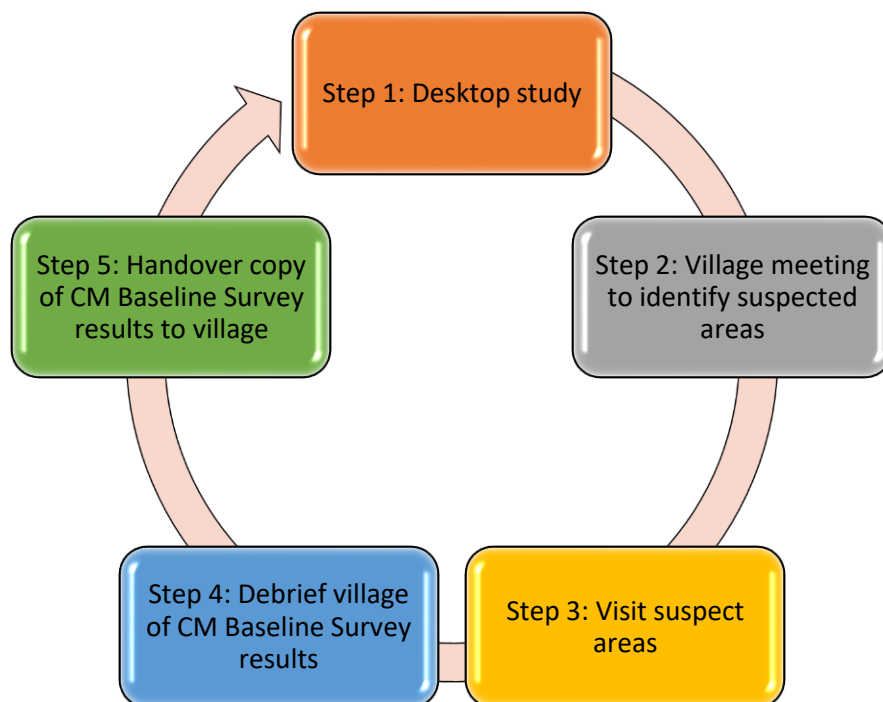 Step 1: Desktop study
Step 2: Village meeting
to identify suspected
areas
Step 3: Visit suspect
areas
Step 4: Debrief village
of CM Baseline Survey
results
Step 5: Handover copy
of CM Baseline Survey
results to village